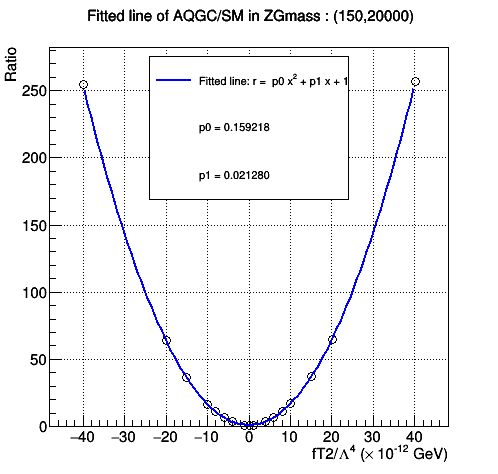 Fitted line of AQGC/SM in ZGmass : (150,20000)
Ratio
Fitted line: r = p0 x² + p1 x + 1
p0 = 0.159218
p1 = 0.021280
250
200
150
100
50
0
−40 −30 −20 −10 0 10 20 30 40
fT2/Λ⁴ (× 10⁻¹² GeV)